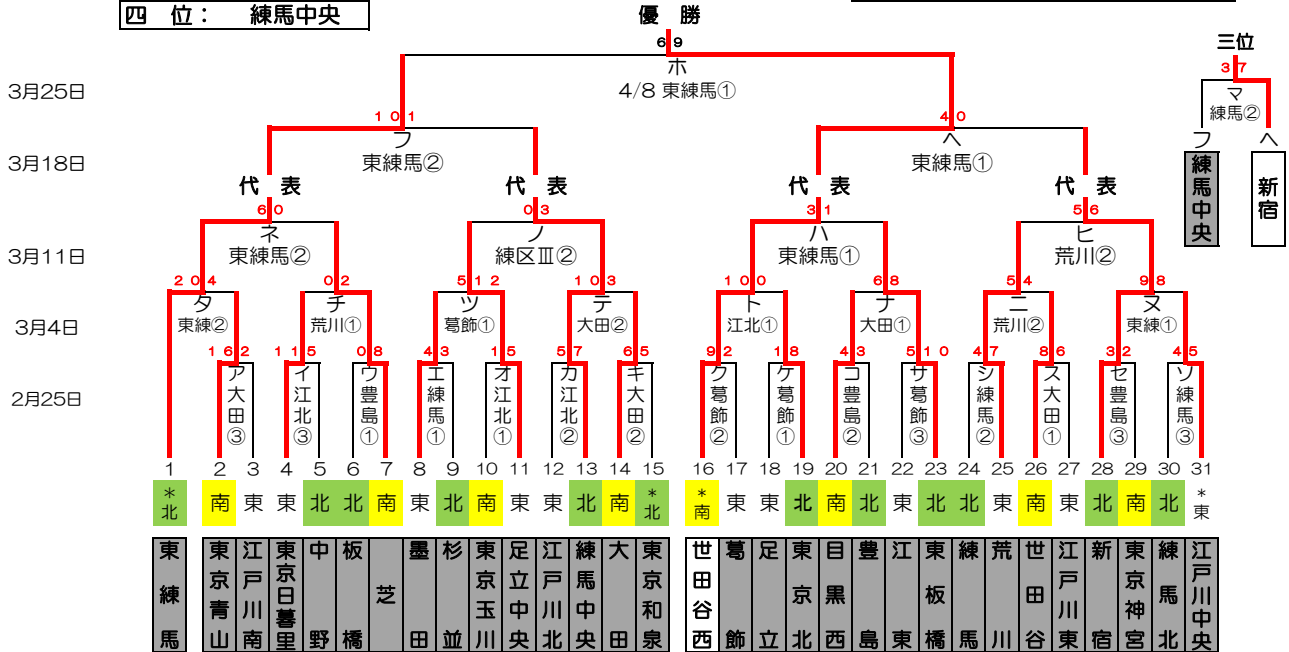 四 位： 練馬中央
優 勝
6 9
三位
ホ
3 7
3月25日
4/8 東練馬①
マ
練馬②
1 0 1
4 0
フ
ヘ
フ
ヘ
3月18日
東練馬②
東練馬①
練馬中央
新宿
代 表
代 表
代 表
代 表
6 0
0 3
3 1
5 6
ネ
ノ
ハ
ヒ
3月11日
東練馬②
練区Ⅲ②
東練馬①
荒川②
2 0 4
0 2
5 1 2
1 0 3
1 0 0
6 8
5 4
9 8
タ
チ
ツ
テ
ト
ナ
ニ
ヌ
3月4日
東練②
荒川①
葛飾①
大田②
江北①
大田①
荒川②
東練①
1 6 2
1 1 5
0 8
4 3
1 5
5 7
6 5
9 2
1 8
4 3
5 1 0
4 7
8 6
3 2
4 5
2月25日
ア大田③
イ江北③
ウ豊島①
エ練馬①
オ江北①
カ江北②
キ大田②
ク葛飾②
ケ葛飾①
コ豊島②
サ葛飾③
シ練馬②
ス大田①
セ豊島③
ソ練馬③
1 2 3 4 5 6 7 8 9 10 11 12 13 14 15 16 17 18 19 20 21 22 23 24 25 26 27 28 29 30 31
*北 南 東 東 北 北 南 東 北 南 東 東 北 南 *北 *南 東 東 北 南 北 東 北 北 東 南 東 北 南 北 *東
東練馬
東京青山
江戸川南
東京日暮里
中野
板橋
芝
墨田
杉並
東京玉川
足立中央
江戸川北
練馬中央
大田
東京和泉
世田谷西
葛飾
足立
東京北
目黒西
豊島
江東
東板橋
練馬
荒川
世田谷
江戸川東
新宿
東京神宮
練馬北
江戸川中央